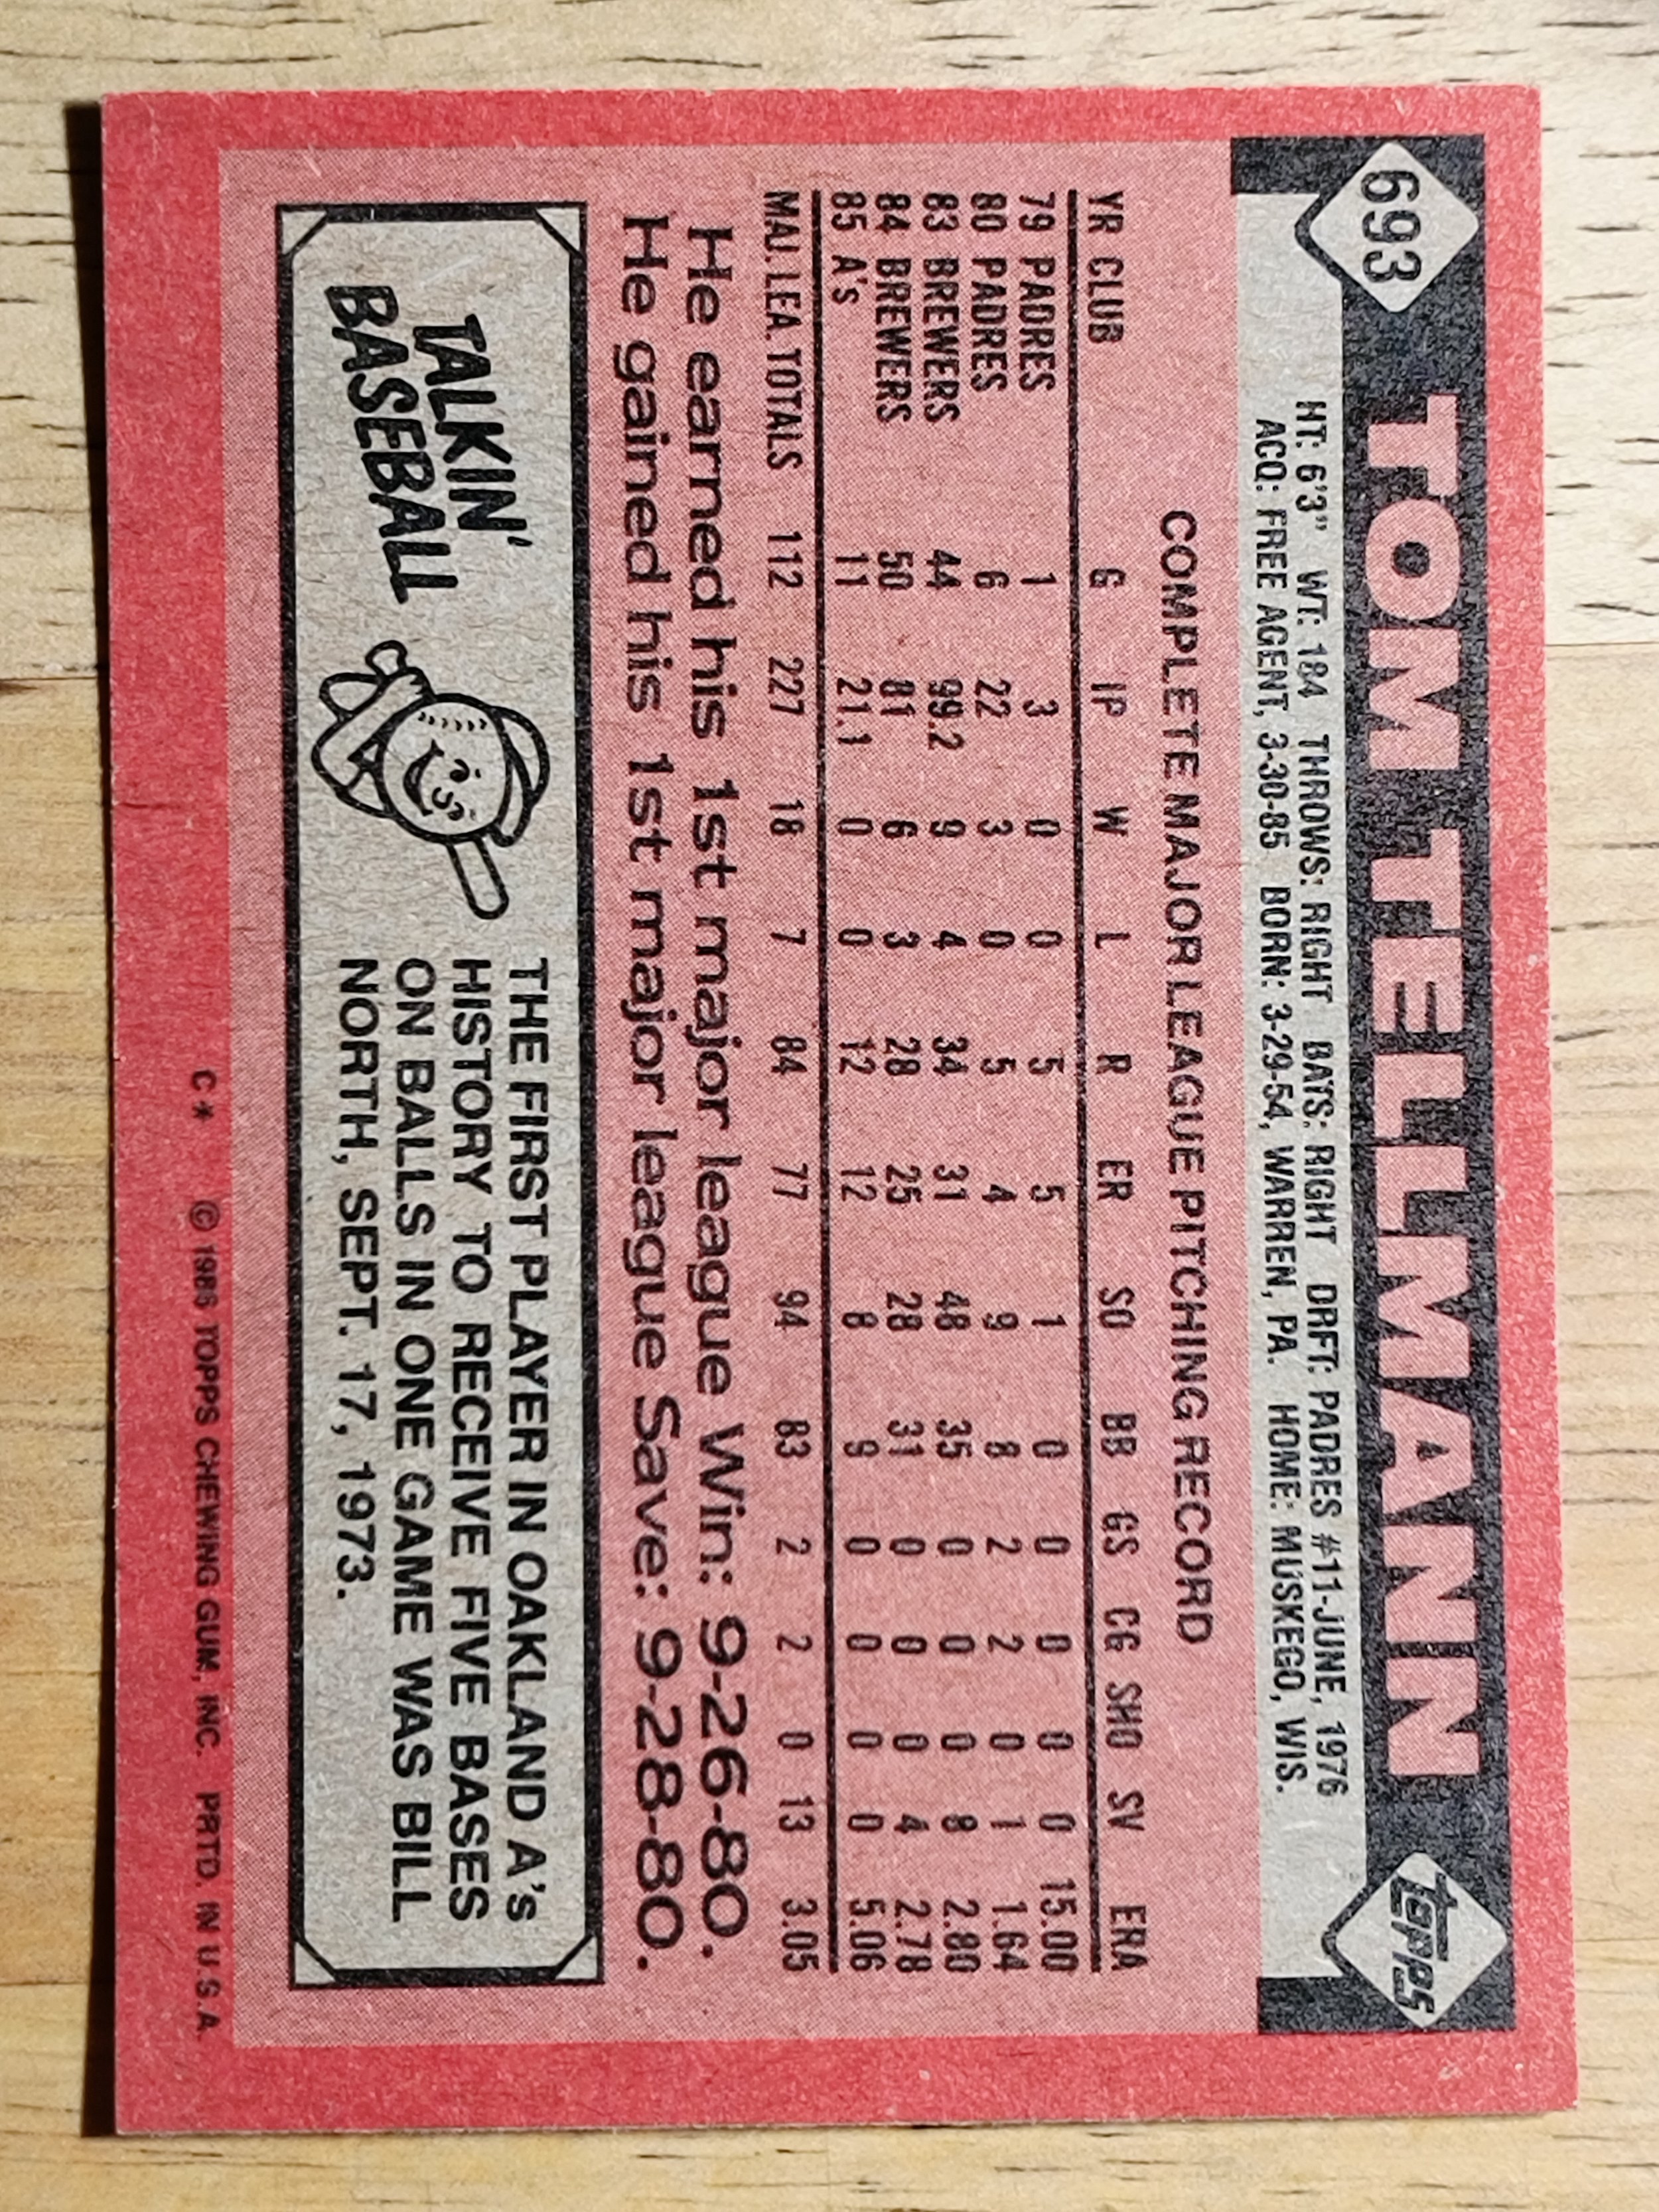 693 TOM TELLMANN topps
HT: 6'3" WT: 184 THROWS: RIGHT BATS: RIGHT DRFT: PADRES #11-JUNE, 1976
ACQ: FREE AGENT, 3-30-85 BORN: 3-29-54, WARREN, PA. HOME: MUSKEGO, WIS.
COMPLETE MAJOR LEAGUE PITCHING RECORD
YR CLUB G IP W L R ER SO BB GS CG SHO SV ERA
79 PADRES 1 3 0 0 5 5 1 0 0 0 0 0 15.00
80 PADRES 6 22 3 0 5 4 9 8 2 2 0 1 1.64
83 BREWERS 44 99.2 9 4 34 31 48 35 0 0 0 8 2.80
84 BREWERS 50 81 6 3 28 25 28 31 0 0 0 4 2.78
85 A's 11 21.1 0 0 12 12 8 9 0 0 0 0 5.06
MAJ. LEA. TOTALS 112 227 18 7 84 77 94 83 2 2 0 13 3.05
He earned his 1st major league Win: 9-26-80.
He gained his 1st major league Save: 9-28-80.
TALKIN'
BASEBALL
THE FIRST PLAYER IN OAKLAND A's
HISTORY TO RECEIVE FIVE BASES
ON BALLS IN ONE GAME WAS BILL
NORTH, SEPT. 17, 1973.
C* © 1986 TOPPS CHEWING GUM, INC. PRTD. IN U.S.A.